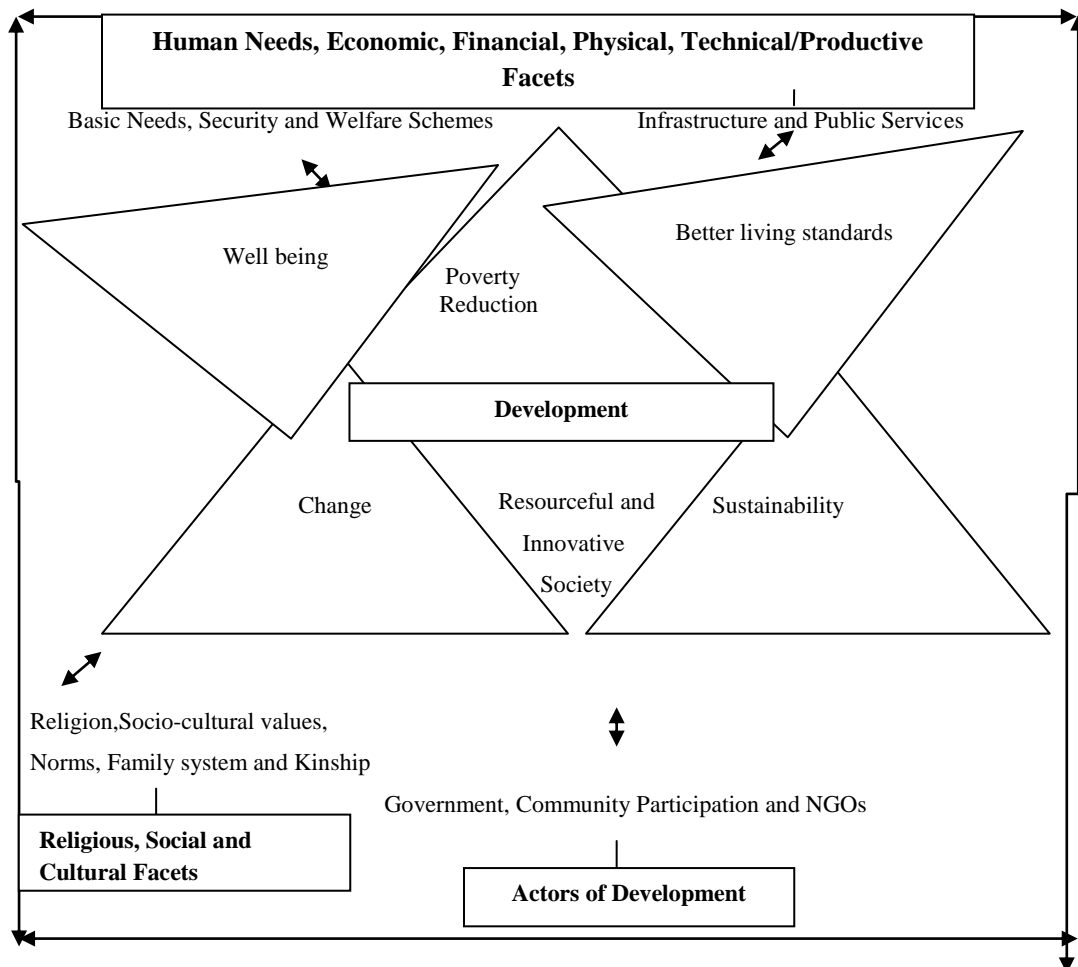 Human Needs, Economic, Financial, Physical, Technical/Productive
Facets
Basic Needs, Security and Welfare Schemes
Infrastructure and Public Services
Well being
Better living standards
Poverty
Reduction
Development
Change
Resourceful and
Innovative
Society
Sustainability
Religion,Socio-cultural values,
Norms, Family system and Kinship
Government, Community Participation and NGOs
Religious, Social and
Cultural Facets
Actors of Development